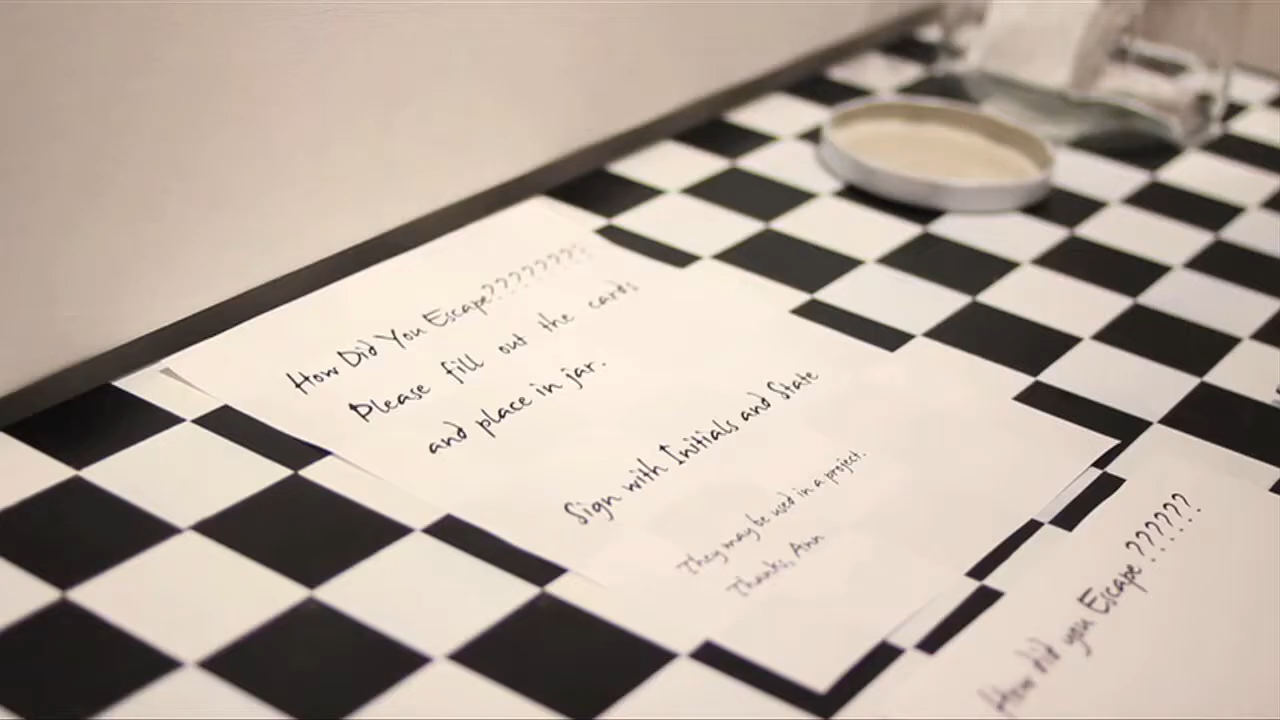 How Did You Escape????????
Please fill out the cards
and place in jar.
Sign with Initials and State
They may be used in a project.
Thanks, Ann
How did you Escape ??????